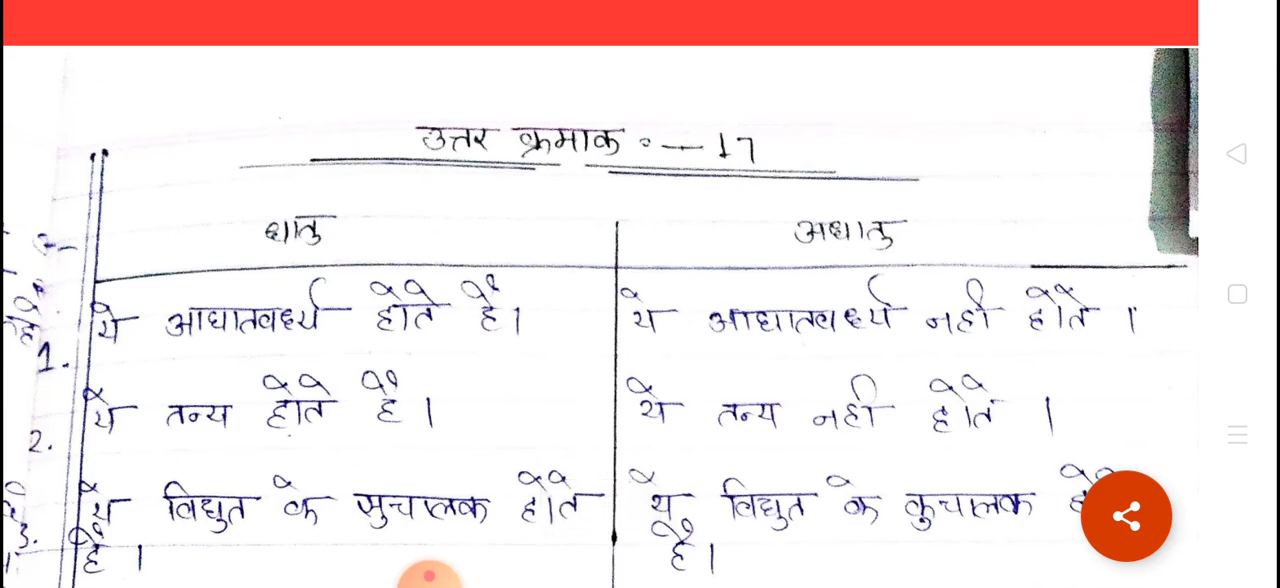 उत्तर क्रमाक :- 17
धातु अधातु
1. ये आघातवर्ध्य होते है। ये आघातवर्ध्य नही होते ।
2. ये तन्य होते है । ये तन्य नही होते ।
3. ये विद्युत के सुचालक होते ये विद्युत के कुचालक
है । है।